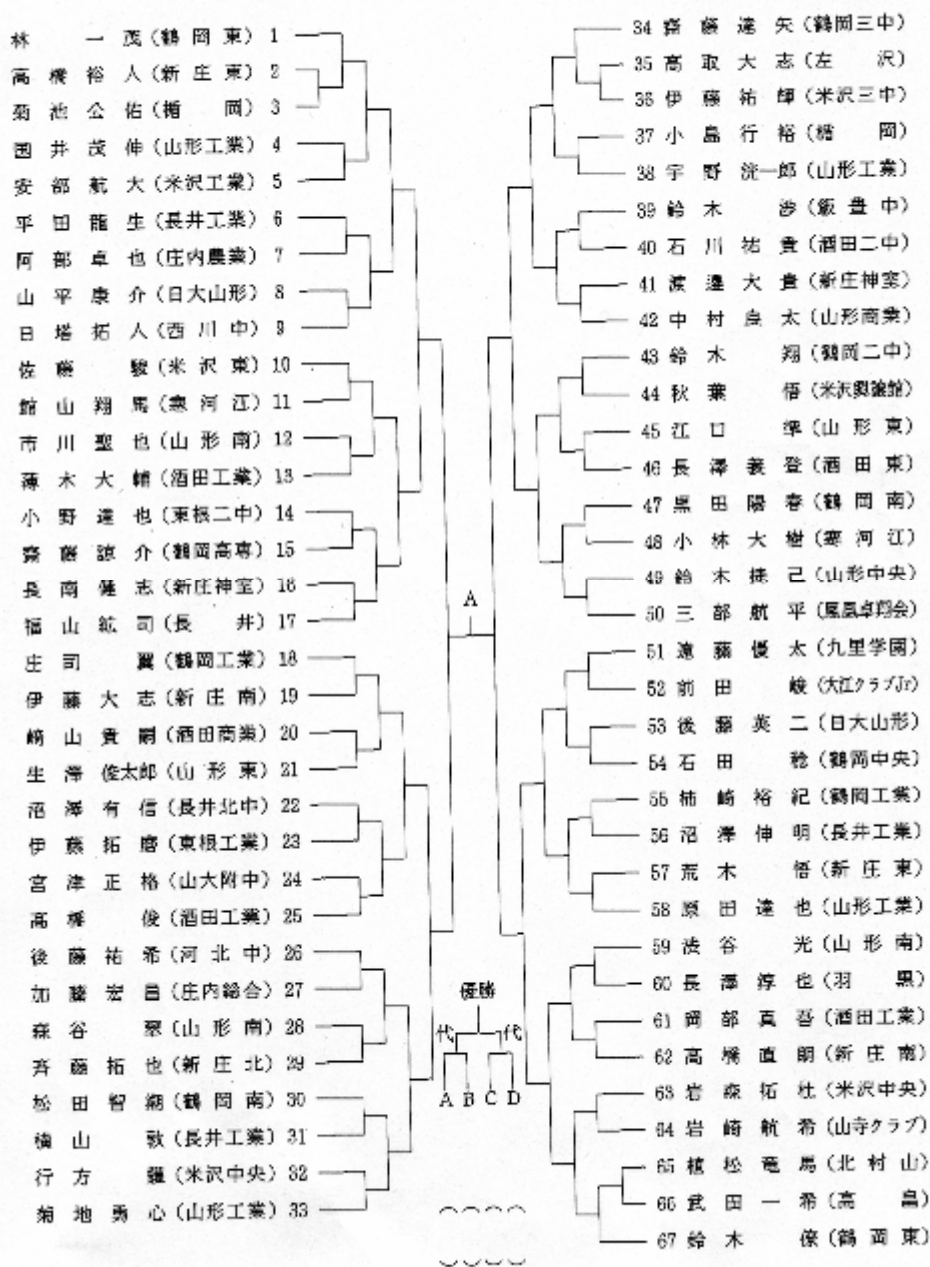 林 一茂 (鶴岡東) 1
高橋裕人 (新庄東) 2
菊池公佑 (楯岡) 3
国井茂伸 (山形工業) 4
安部航大 (米沢工業) 5
平田龍生 (長井工業) 6
阿部卓也 (庄内農業) 7
山平康介 (日大山形) 8
日塔拓人 (西川中) 9
佐藤 駿 (米沢東) 10
館山翔馬 (寒河江) 11
市川聖也 (山形南) 12
薄木大輔 (酒田工業) 13
小野達也 (東根二中) 14
齋藤諒介 (鶴岡高専) 15
長南健志 (新庄神室) 16
福山紘司 (長井) 17
庄司 翼 (鶴岡工業) 18
伊藤大志 (新庄南) 19
崎山貴嗣 (酒田商業) 20
生澤俊太郎 (山形東) 21
沼澤有信 (長井北中) 22
伊藤拓磨 (東根工業) 23
宮津正格 (山大附中) 24
高橋 俊 (酒田工業) 25
後藤祐希 (河北中) 26
加藤宏昌 (庄内総合) 27
森谷 (山形南) 28
斉藤拓也 (新庄北) 29
松田智 (鶴岡南) 30
横山 敦 (長井工業) 31
行方 (米沢中央) 32
菊地勇心 (山形工業) 33
A
優勝
代 代
A B C D
34 齋藤達矢 (鶴岡三中)
35 高取大志 (左沢)
36 伊藤祐輝 (米沢三中)
37 小島行裕 (楯岡)
38 宇野滉一郎 (山形工業)
39 鈴木 渉 (飯豊中)
40 石川祐貴 (酒田二中)
41 渡邊大貴 (新庄神室)
42 中村良太 (山形商業)
43 鈴木 翔 (鶴岡二中)
44 秋葉 悟 (米沢興譲館)
45 江口 準 (山形東)
46 長澤義登 (酒田東)
47 黒田陽春 (鶴岡南)
48 小林大樹 (寒河江)
49 鈴木捷己 (山形中央)
50 三部航平 (鳳凰卓翔会)
51 遠藤優太 (九里学園)
52 前田 峻 (大江クラブJr)
53 後藤英二 (日大山形)
54 石田 稔 (鶴岡中央)
55 柿崎裕紀 (鶴岡工業)
56 沼澤伸明 (長井工業)
57 荒木 悟 (新庄東)
58 原田達也 (山形工業)
59 渋谷 光 (山形南)
60 長澤淳也 (羽黒)
61 岡部真吾 (酒田工業)
62 高橋直朗 (新庄南)
63 岩森拓杜 (米沢中央)
64 岩崎航希 (山寺クラブ)
65 植松竜馬 (北村山)
66 武田一希 (高畠)
67 鈴木 僚 (鶴岡東)